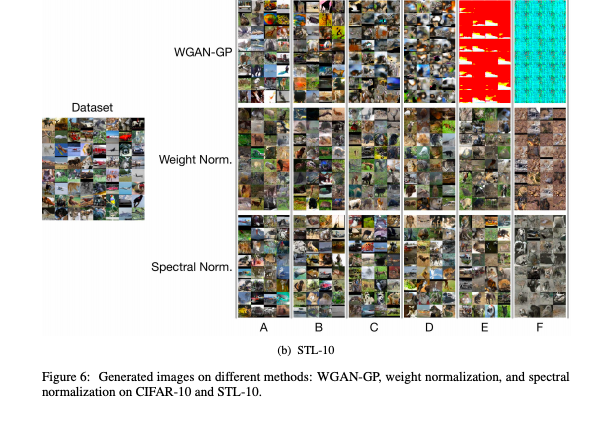 WGAN-GP
Dataset
Weight Norm.
Spectral Norm.
A B C D E F
(b) STL-10
Figure 6: Generated images on different methods: WGAN-GP, weight normalization, and spectral
normalization on CIFAR-10 and STL-10.